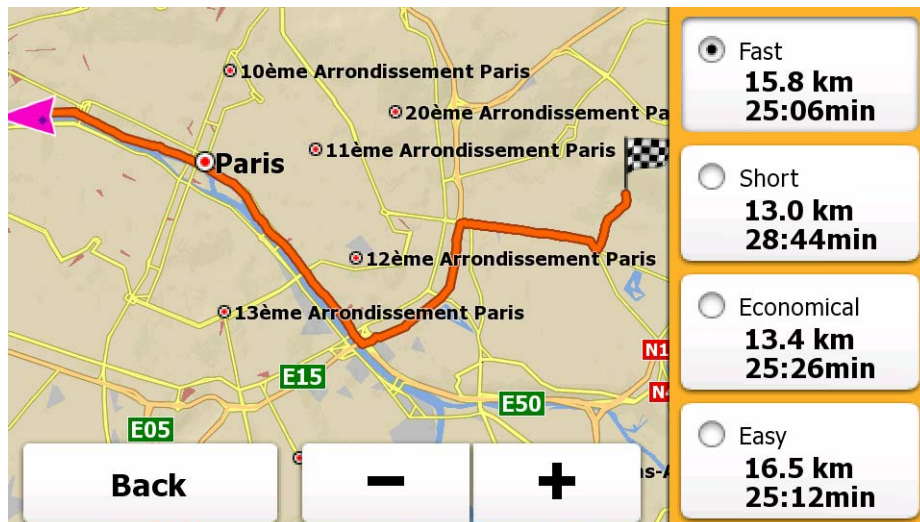 10ème Arrondissement Paris
20ème Arrondissement Pa
11ème Arrondissement Paris
Paris
12ème Arrondissement Paris
13ème Arrondissement Paris
N1
E15
N4
E50
E05
s-A
Back
−
+
Fast
15.8 km
25:06min
Short
13.0 km
28:44min
Economical
13.4 km
25:26min
Easy
16.5 km
25:12min